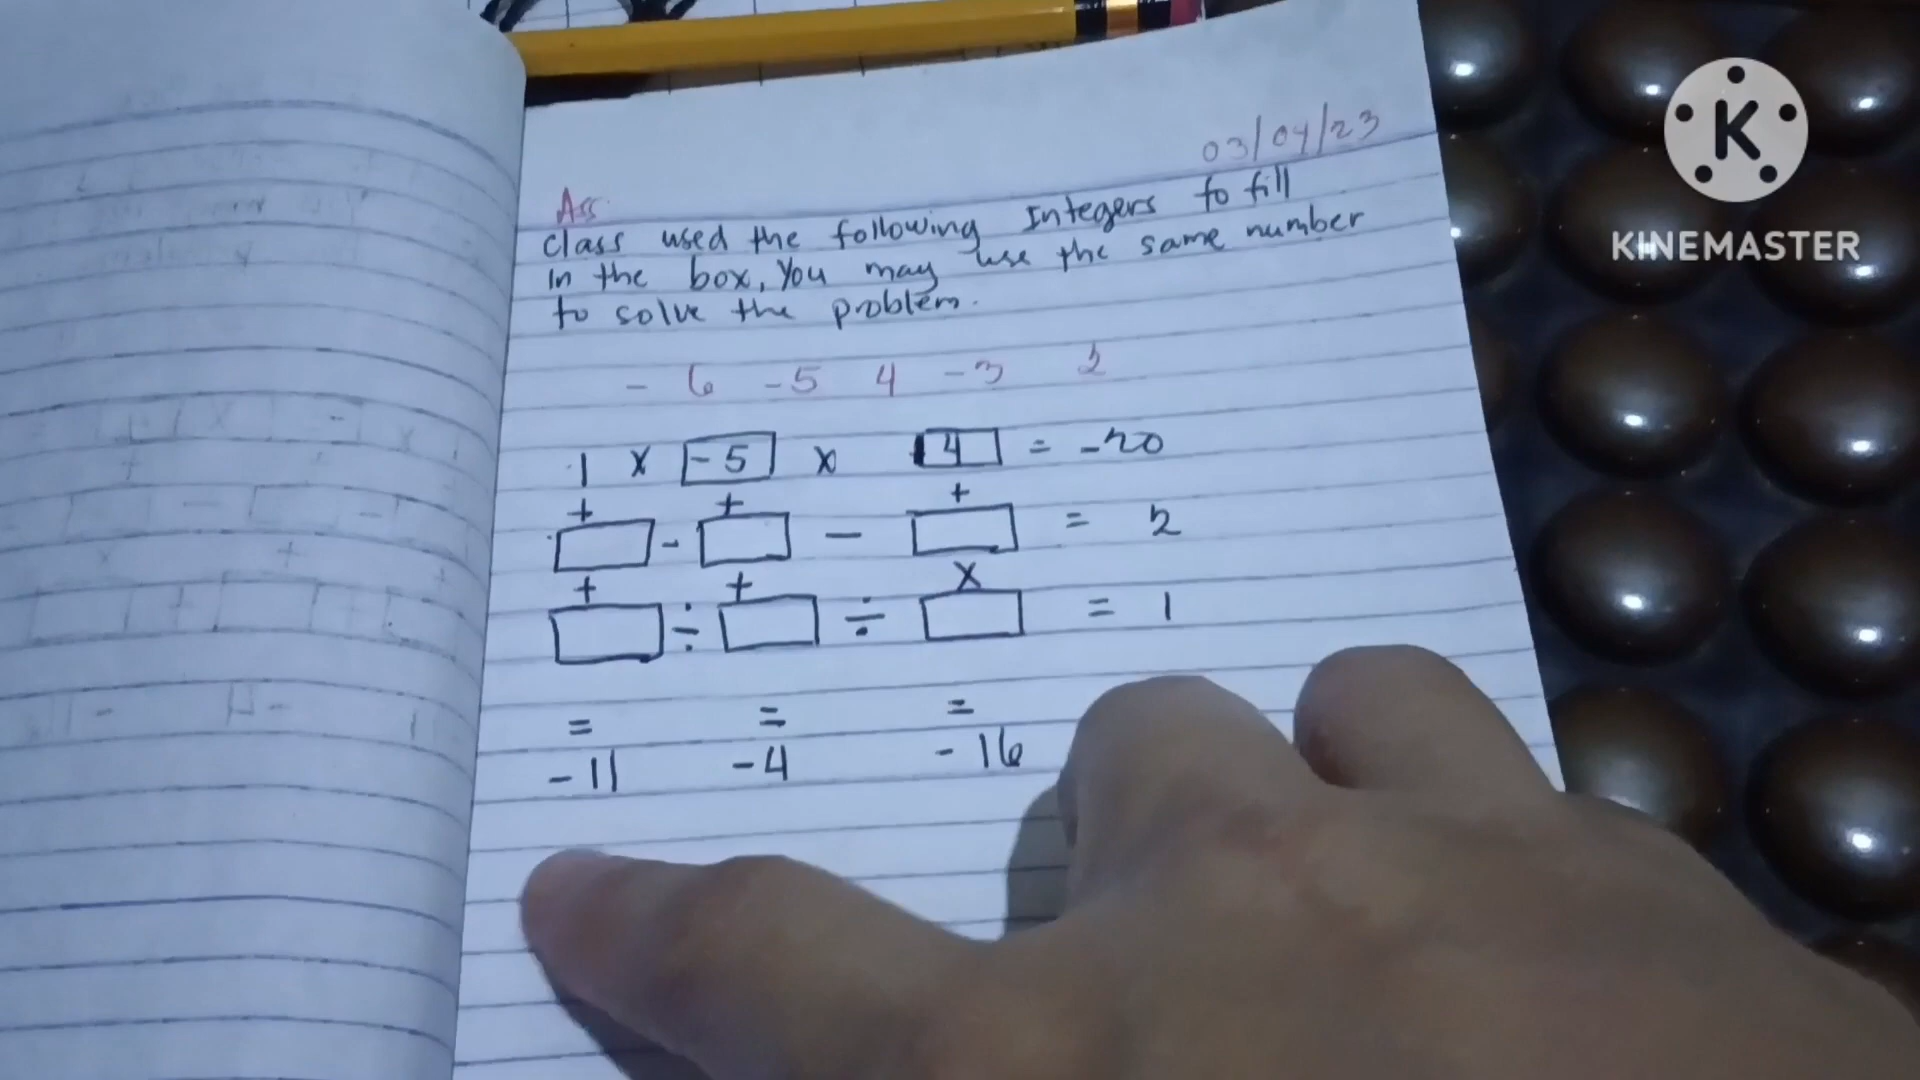 03/04/23
KINEMASTER
Ass.
Class used the following Integers to fill
In the box, You may use the same number
to solve the problem.
- 6 -5 4 -3 2
1 x -5 x 4 = -20
+ + +
- - = 2
+ + x
÷ ÷ = 1
= = =
-11 -4 -16